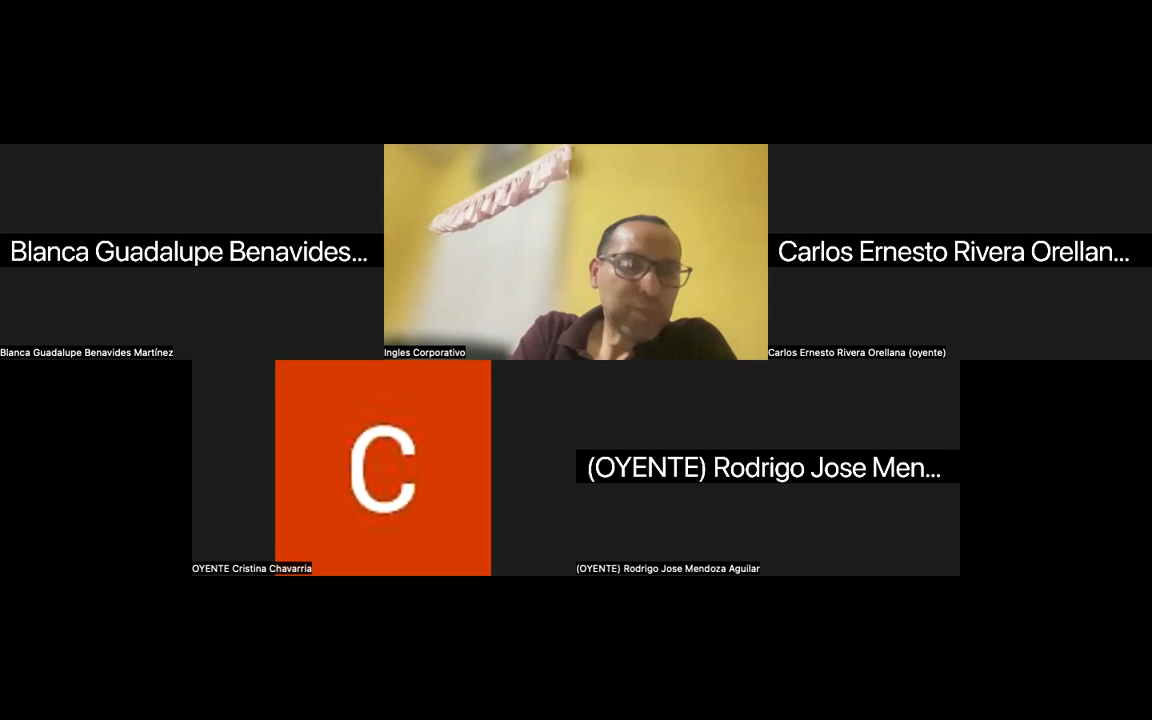 Blanca Guadalupe Benavides...
Carlos Ernesto Rivera Orellan...
Blanca Guadalupe Benavides Martínez
Ingles Corporativo
Carlos Ernesto Rivera Orellana (oyente)
C
(OYENTE) Rodrigo Jose Men...
OYENTE Cristina Chavarria
(OYENTE) Rodrigo Jose Mendoza Aguilar